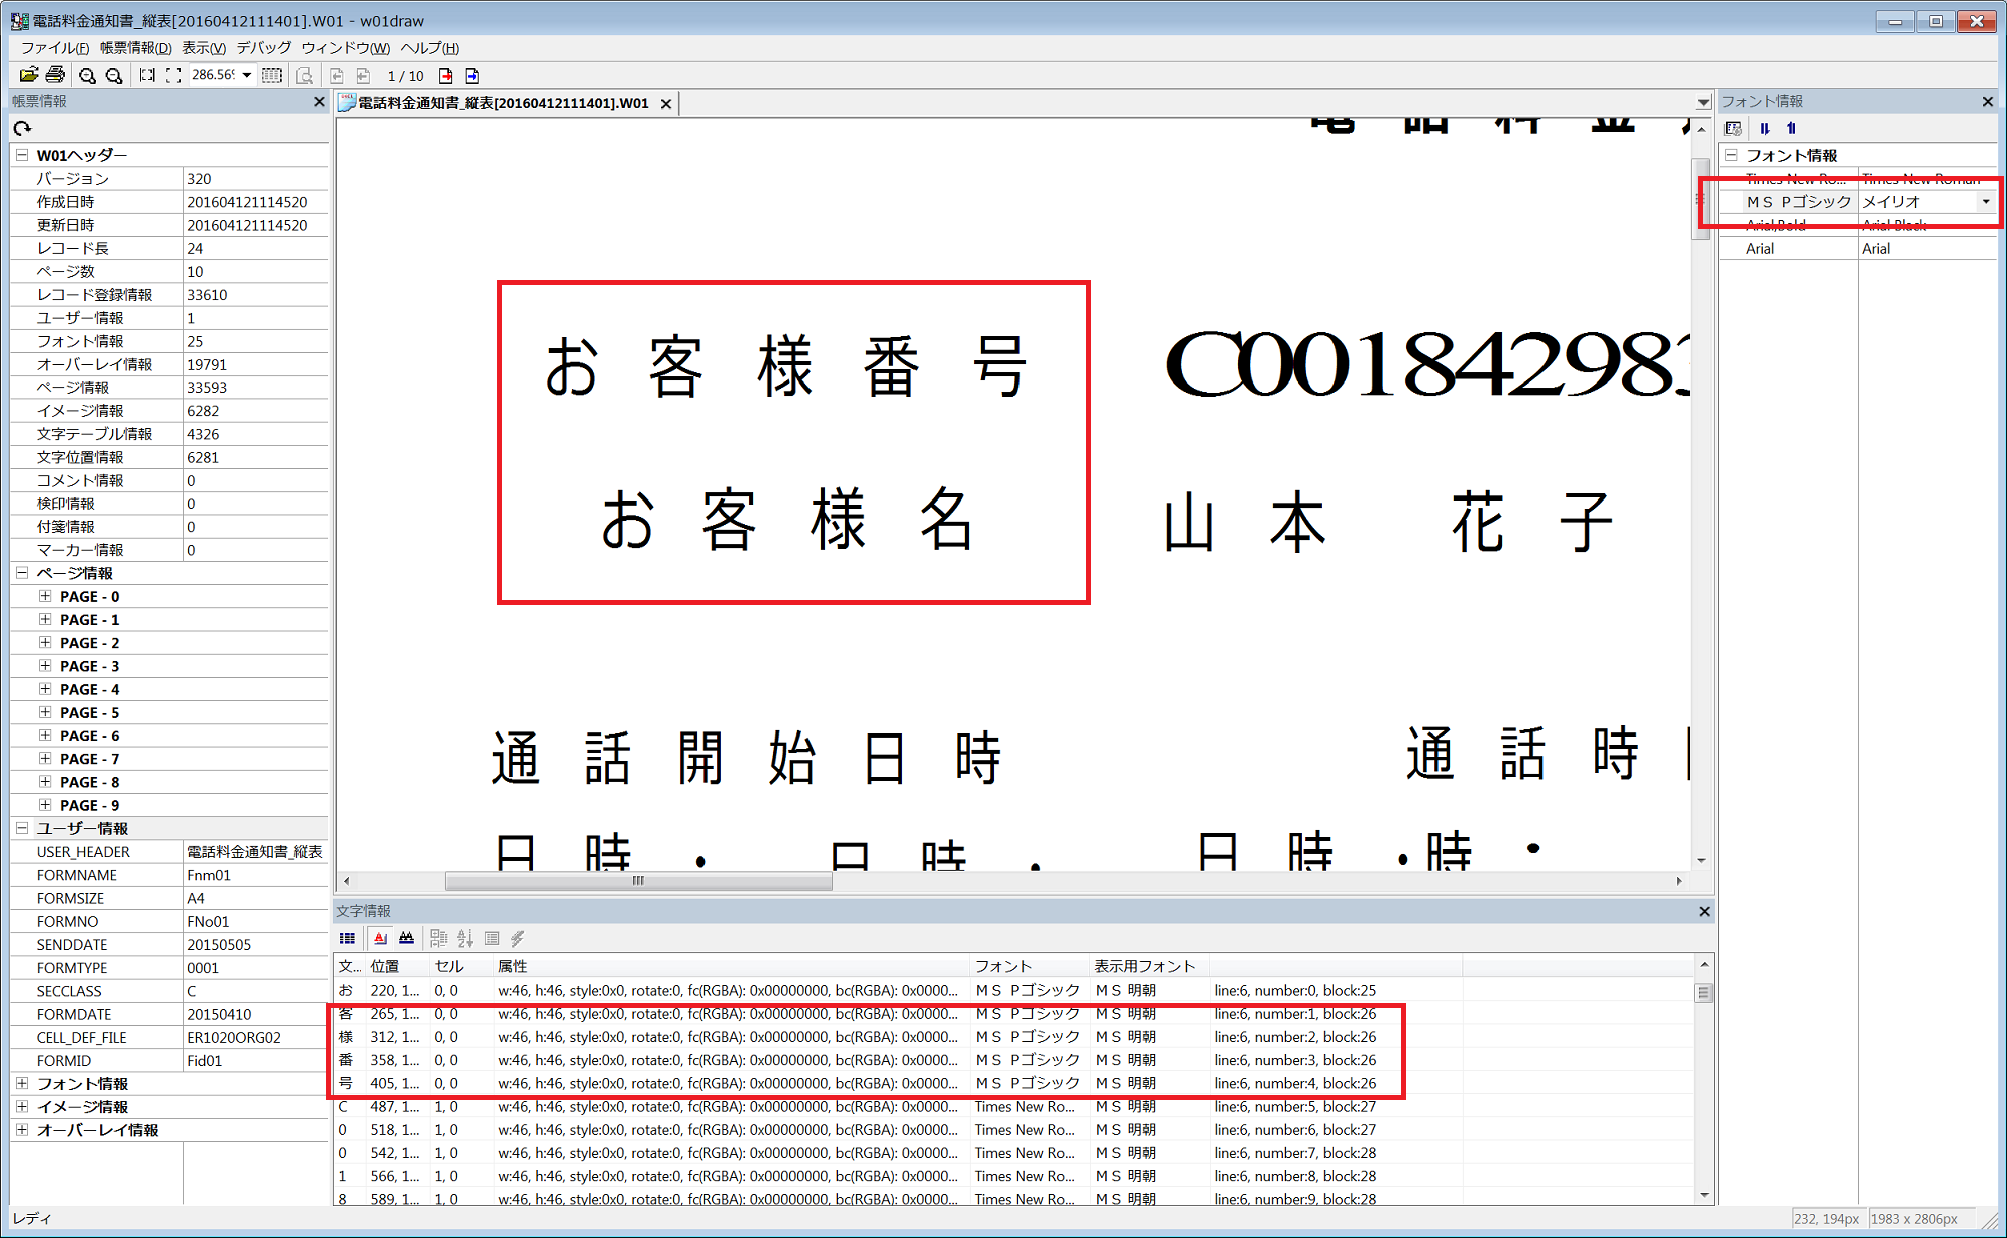 電話料金通知書_縦表[20160412111401].W01 - w01draw
ファイル(F) 帳票情報(D) 表示(V) デバッグ ウィンドウ(W) ヘルプ(H)
286.56% 1 / 10
帳票情報
W01ヘッダー
バージョン 320
作成日時 201604121114520
更新日時 201604121114520
レコード長 24
ページ数 10
レコード登録情報 33610
ユーザー情報 1
フォント情報 25
オーバーレイ情報 19791
ページ情報 33593
イメージ情報 6282
文字テーブル情報 4326
文字位置情報 6281
コメント情報 0
検印情報 0
付箋情報 0
マーカー情報 0
ページ情報
PAGE - 0
PAGE - 1
PAGE - 2
PAGE - 3
PAGE - 4
PAGE - 5
PAGE - 6
PAGE - 7
PAGE - 8
PAGE - 9
ユーザー情報
USER_HEADER 電話料金通知書_縦表
FORMNAME Fnm01
FORMSIZE A4
FORMNO FNo01
SENDDATE 20150505
FORMTYPE 0001
SECCLASS C
FORMDATE 20150410
CELL_DEF_FILE ER1020ORG02
FORMID Fid01
フォント情報
イメージ情報
オーバーレイ情報
電話料金通知書_縦表[20160412111401].W01
電 話 料 金
お 客 様 番 号 C00184298
お 客 様 名 山 本 花 子
通 話 開 始 日 時 通 話 時
日 時 ・ 日 時 ・ 日 時 ・時 ・
フォント情報
フォント情報
Times New Ro... Times New Roman
ＭＳ Ｐゴシック メイリオ
Arial,Bold Arial Black
Arial Arial
文字情報
文... 位置 セル 属性 フォント 表示用フォント
お 220, 1... 0, 0 w:46, h:46, style:0x0, rotate:0, fc(RGBA): 0x00000000, bc(RGBA): 0x0000... ＭＳ Ｐゴシック ＭＳ 明朝 line:6, number:0, block:25
客 265, 1... 0, 0 w:46, h:46, style:0x0, rotate:0, fc(RGBA): 0x00000000, bc(RGBA): 0x0000... ＭＳ Ｐゴシック ＭＳ 明朝 line:6, number:1, block:26
様 312, 1... 0, 0 w:46, h:46, style:0x0, rotate:0, fc(RGBA): 0x00000000, bc(RGBA): 0x0000... ＭＳ Ｐゴシック ＭＳ 明朝 line:6, number:2, block:26
番 358, 1... 0, 0 w:46, h:46, style:0x0, rotate:0, fc(RGBA): 0x00000000, bc(RGBA): 0x0000... ＭＳ Ｐゴシック ＭＳ 明朝 line:6, number:3, block:26
号 405, 1... 0, 0 w:46, h:46, style:0x0, rotate:0, fc(RGBA): 0x00000000, bc(RGBA): 0x0000... ＭＳ Ｐゴシック ＭＳ 明朝 line:6, number:4, block:26
C 487, 1... 1, 0 w:46, h:46, style:0x0, rotate:0, fc(RGBA): 0x00000000, bc(RGBA): 0x0000... Times New Ro... ＭＳ 明朝 line:6, number:5, block:27
0 518, 1... 1, 0 w:46, h:46, style:0x0, rotate:0, fc(RGBA): 0x00000000, bc(RGBA): 0x0000... Times New Ro... ＭＳ 明朝 line:6, number:6, block:27
0 542, 1... 1, 0 w:46, h:46, style:0x0, rotate:0, fc(RGBA): 0x00000000, bc(RGBA): 0x0000... Times New Ro... ＭＳ 明朝 line:6, number:7, block:28
1 566, 1... 1, 0 w:46, h:46, style:0x0, rotate:0, fc(RGBA): 0x00000000, bc(RGBA): 0x0000... Times New Ro... ＭＳ 明朝 line:6, number:8, block:28
8 589, 1... 1, 0 w:46, h:46, style:0x0, rotate:0, fc(RGBA): 0x00000000, bc(RGBA): 0x0000... Times New Ro... ＭＳ 明朝 line:6, number:9, block:28
レディ 232, 194px 1983 x 2806px